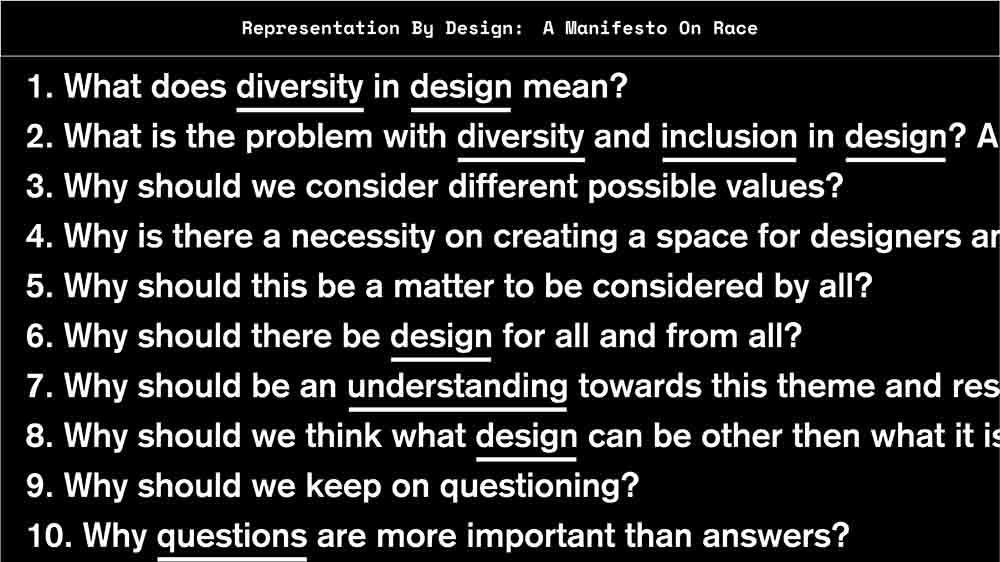 Representation By Design: A Manifesto On Race
1. What does diversity in design mean?
2. What is the problem with diversity and inclusion in design? A
3. Why should we consider different possible values?
4. Why is there a necessity on creating a space for designers
5. Why should this be a matter to be considered by all?
6. Why should there be design for all and from all?
7. Why should be an understanding towards this theme and
8. Why should we think what design can be other then what it
9. Why should we keep on questioning?
10. Why questions are more important than answers?